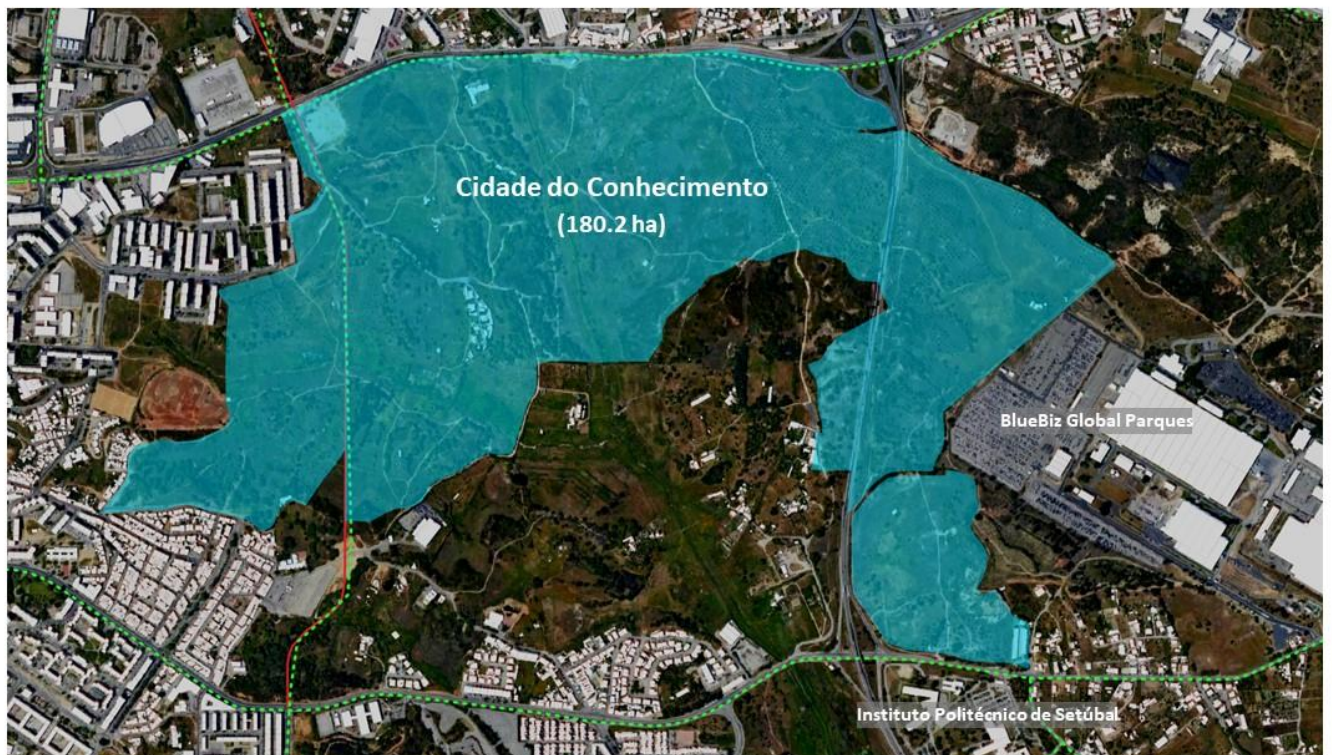 Cidade do Conhecimento
(180.2 ha)
BlueBiz Global Parques
Instituto Politécnico de Setúbal